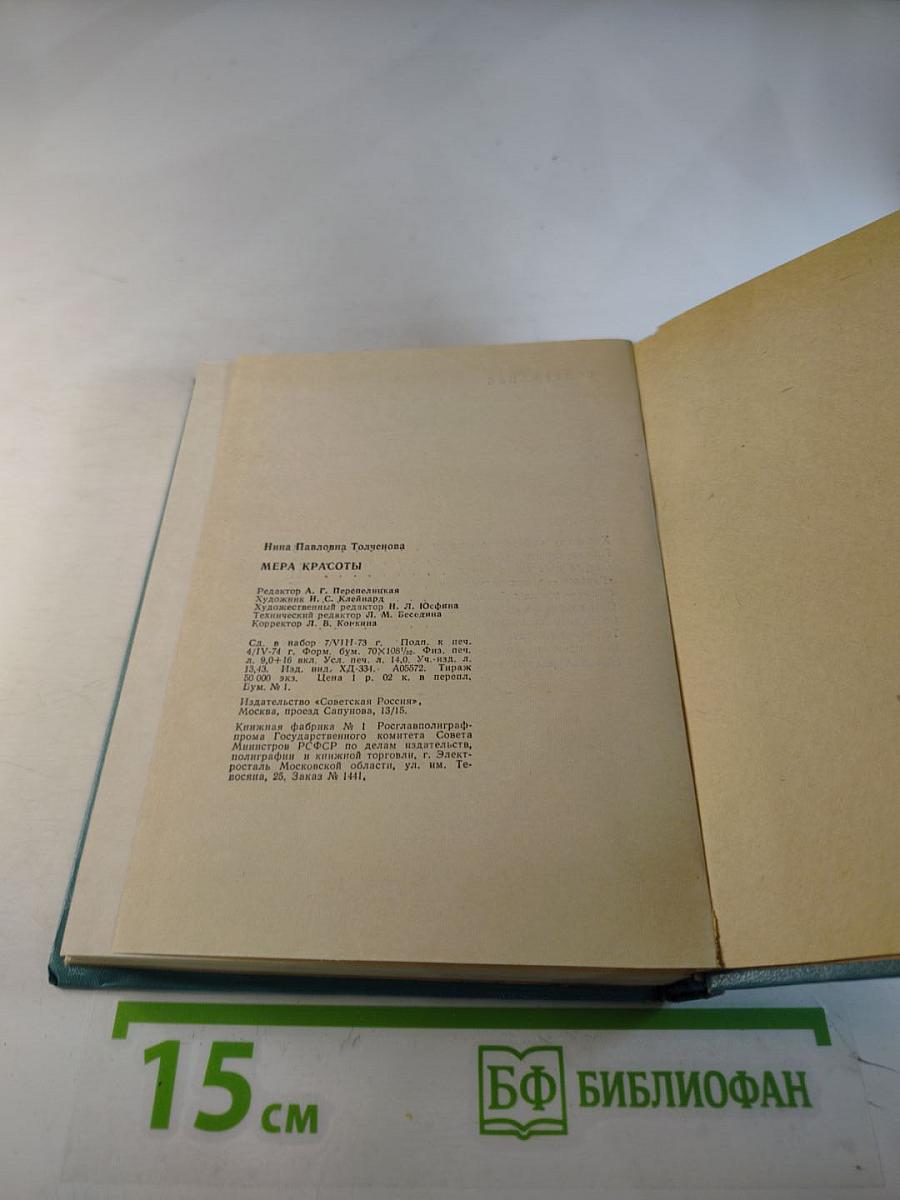 Нина Павловна Толченова
МЕРА КРАСОТЫ
Редактор А. Г. Перепелицкая
Художник И. С. Клейнард
Художественный редактор Н. Л. Юсфина
Технический редактор Л. М. Беседина
Корректор Л. В. Конкина
Сд. в набор 7/VIII-73 г. Подп. к печ.
4/IV-74 г. Форм. бум. 70×108¹/₃₂. Физ. печ.
л. 9,0+16 вкл. Усл. печ. л. 14,0. Уч.-изд. л.
13,43. Изд. инд. ХД-334. А05572. Тираж
50 000 экз. Цена 1 р. 02 к. в перепл.
Бум. № 1.
Издательство «Советская Россия»,
Москва, проезд Сапунова, 13/15.
Книжная фабрика № 1 Росглавполиграф-
прома Государственного комитета Совета
Министров РСФСР по делам издательств,
полиграфии и книжной торговли, г. Элект-
росталь Московской области, ул. им. Те-
восяна, 25. Заказ № 1441.
15 см
БФ БИБЛИОФАН